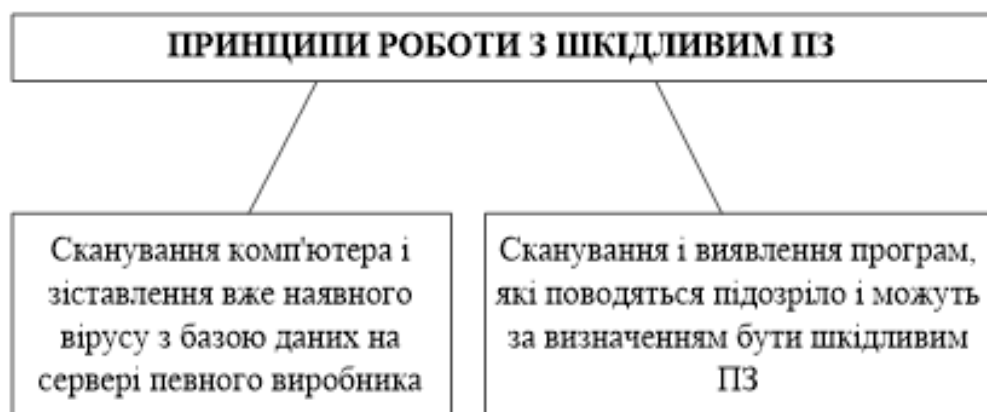 ПРИНЦИПИ РОБОТИ З ШКІДЛИВИМ ПЗ
Сканування комп'ютера і
зіставлення вже наявного
вірусу з базою даних на
сервері певного виробника
Сканування і виявлення програм,
які поводяться підозріло і можуть
за визначенням бути шкідливим
ПЗ